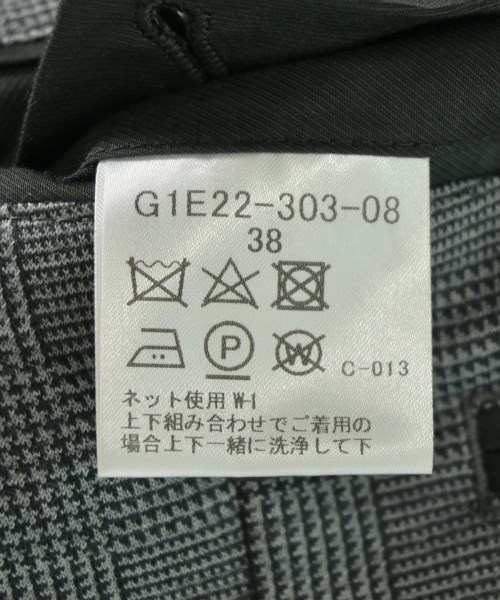 G1E22-303-08
38
P
W
C-013
ネット使用 W-I
上下組み合わせでご着用の
場合上下一緒に洗浄して下